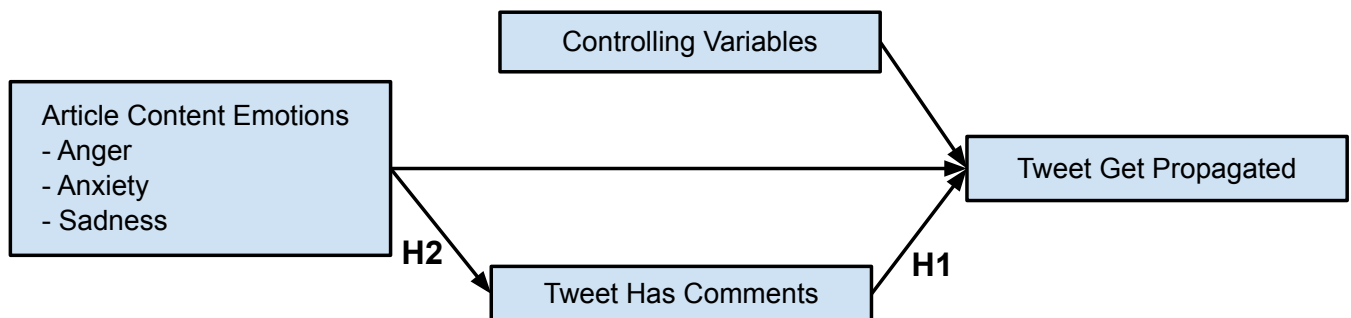 Controlling Variables
Article Content Emotions
- Anger
- Anxiety
- Sadness
Tweet Get Propagated
H2
H1
Tweet Has Comments